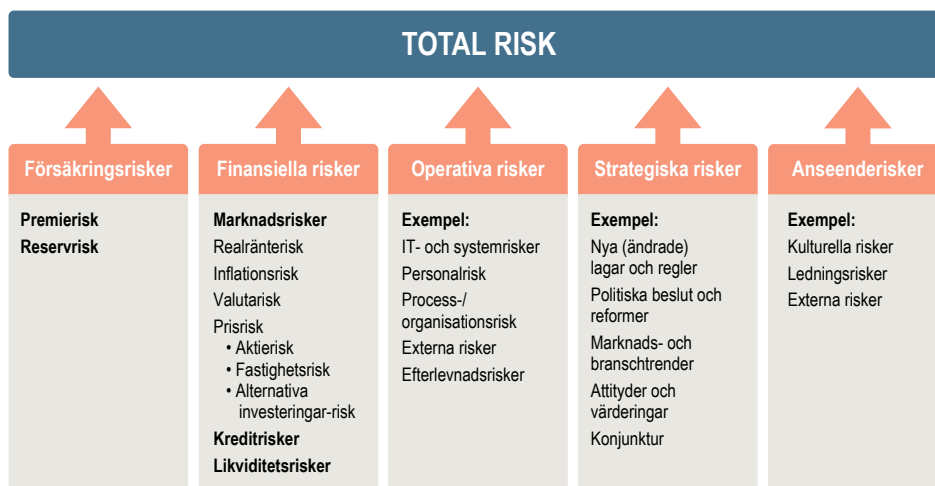 TOTAL RISK
Försäkringsrisker
Premierisk
Reservrisk
Finansiella risker
Marknadsrisker
Realränterisk
Inflationsrisk
Valutarisk
Prisrisk
• Aktierisk
• Fastighetsrisk
• Alternativa
investeringar-risk
Kreditrisker
Likviditetsrisker
Operativa risker
Exempel:
IT- och systemrisker
Personalrisk
Process-/
organisationsrisk
Externa risker
Efterlevnadsrisker
Strategiska risker
Exempel:
Nya (ändrade)
lagar och regler
Politiska beslut och
reformer
Marknads- och
branschtrender
Attityder och
värderingar
Konjunktur
Anseenderisker
Exempel:
Kulturella risker
Ledningsrisker
Externa risker